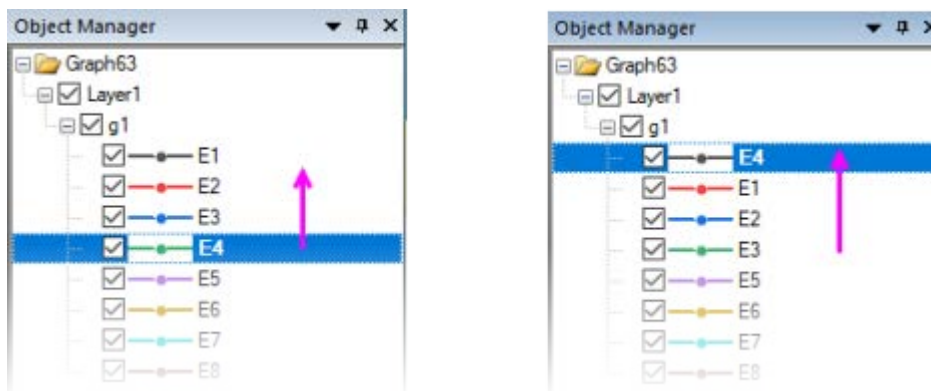 Object Manager
Graph63
Layer1
g1
E1
E2
E3
E4
E5
E6
E7
E8
Object Manager
Graph63
Layer1
g1
E4
E1
E2
E3
E5
E6
E7
E8